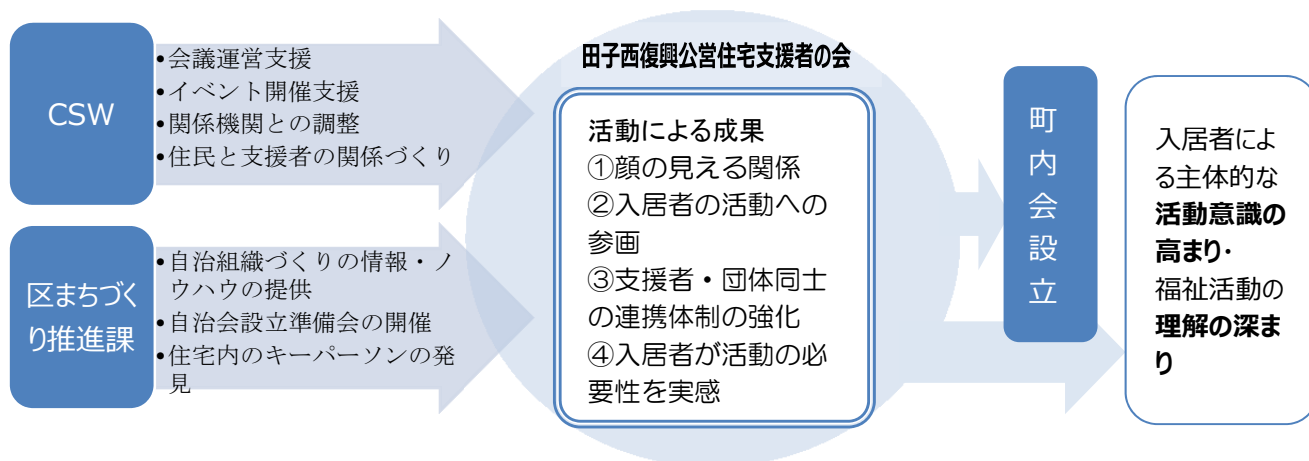 CSW
•会議運営支援
•イベント開催支援
•関係機関との調整
•住民と支援者の関係づくり
区まちづく
り推進課
•自治組織づくりの情報・ノ
ウハウの提供
•自治会設立準備会の開催
•住宅内のキーパーソンの発
見
田子西復興公営住宅支援者の会
活動による成果
①顔の見える関係
②入居者の活動への
参画
③支援者・団体同士
の連携体制の強化
④入居者が活動の必
要性を実感
町内会設立
入居者によ
る主体的な
活動意識の
高まり・
福祉活動の
理解の深ま
り